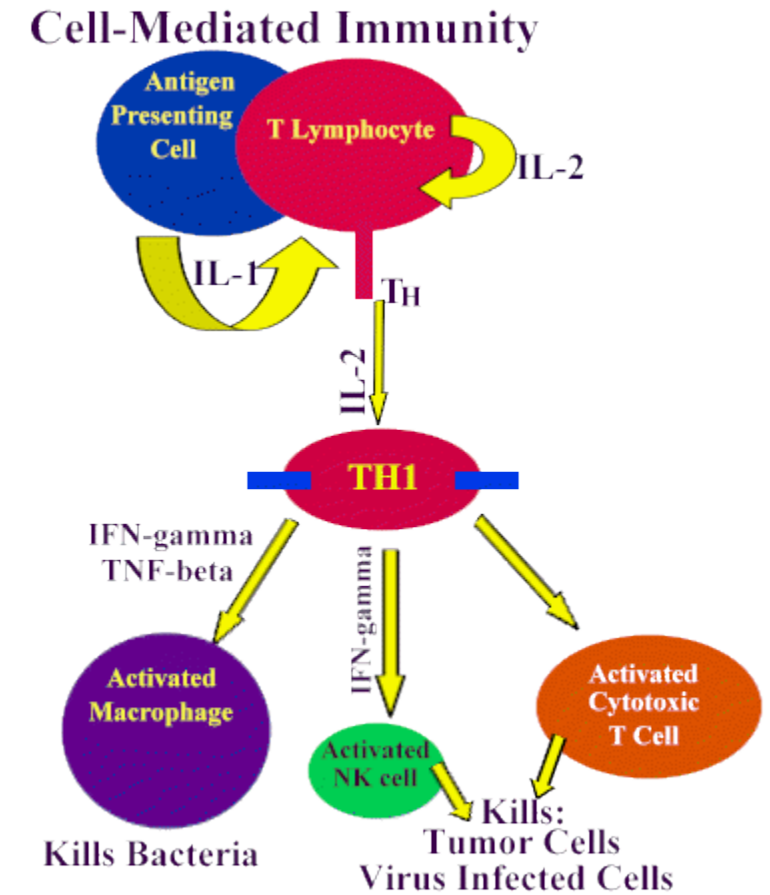 Cell-Mediated Immunity
Antigen
Presenting
Cell
T Lymphocyte
IL-2
IL-1
TH
IL-2
TH1
IFN-gamma
TNF-beta
IFN-gamma
Activated
Macrophage
Activated
NK cell
Activated
Cytotoxic
T Cell
Kills Bacteria
Kills:
Tumor Cells
Virus Infected Cells